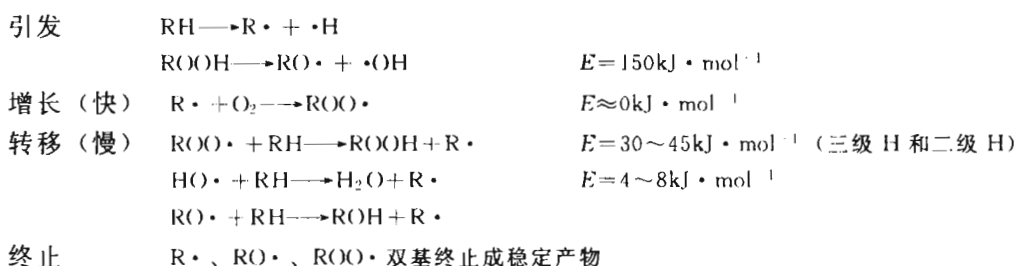 引发 RH→R· + ·H
ROOH→RO· + ·OH E=150kJ·mol⁻¹
增长（快） R· +O₂→ROO· E≈0kJ·mol⁻¹
转移（慢） ROO· +RH→ROOH+R· E=30～45kJ·mol⁻¹（三级 H 和二级 H）
HO· +RH→H₂O+R· E=4～8kJ·mol⁻¹
RO· +RH→ROH+R·
终止 R·、RO·、ROO·双基终止成稳定产物